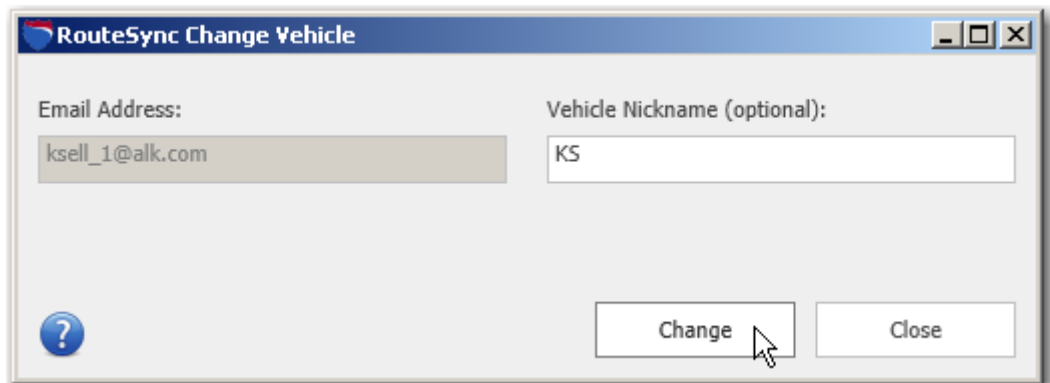 RouteSync Change Vehicle
Email Address:
Vehicle Nickname (optional):
ksell_1@alk.com
KS
?
Change
Close